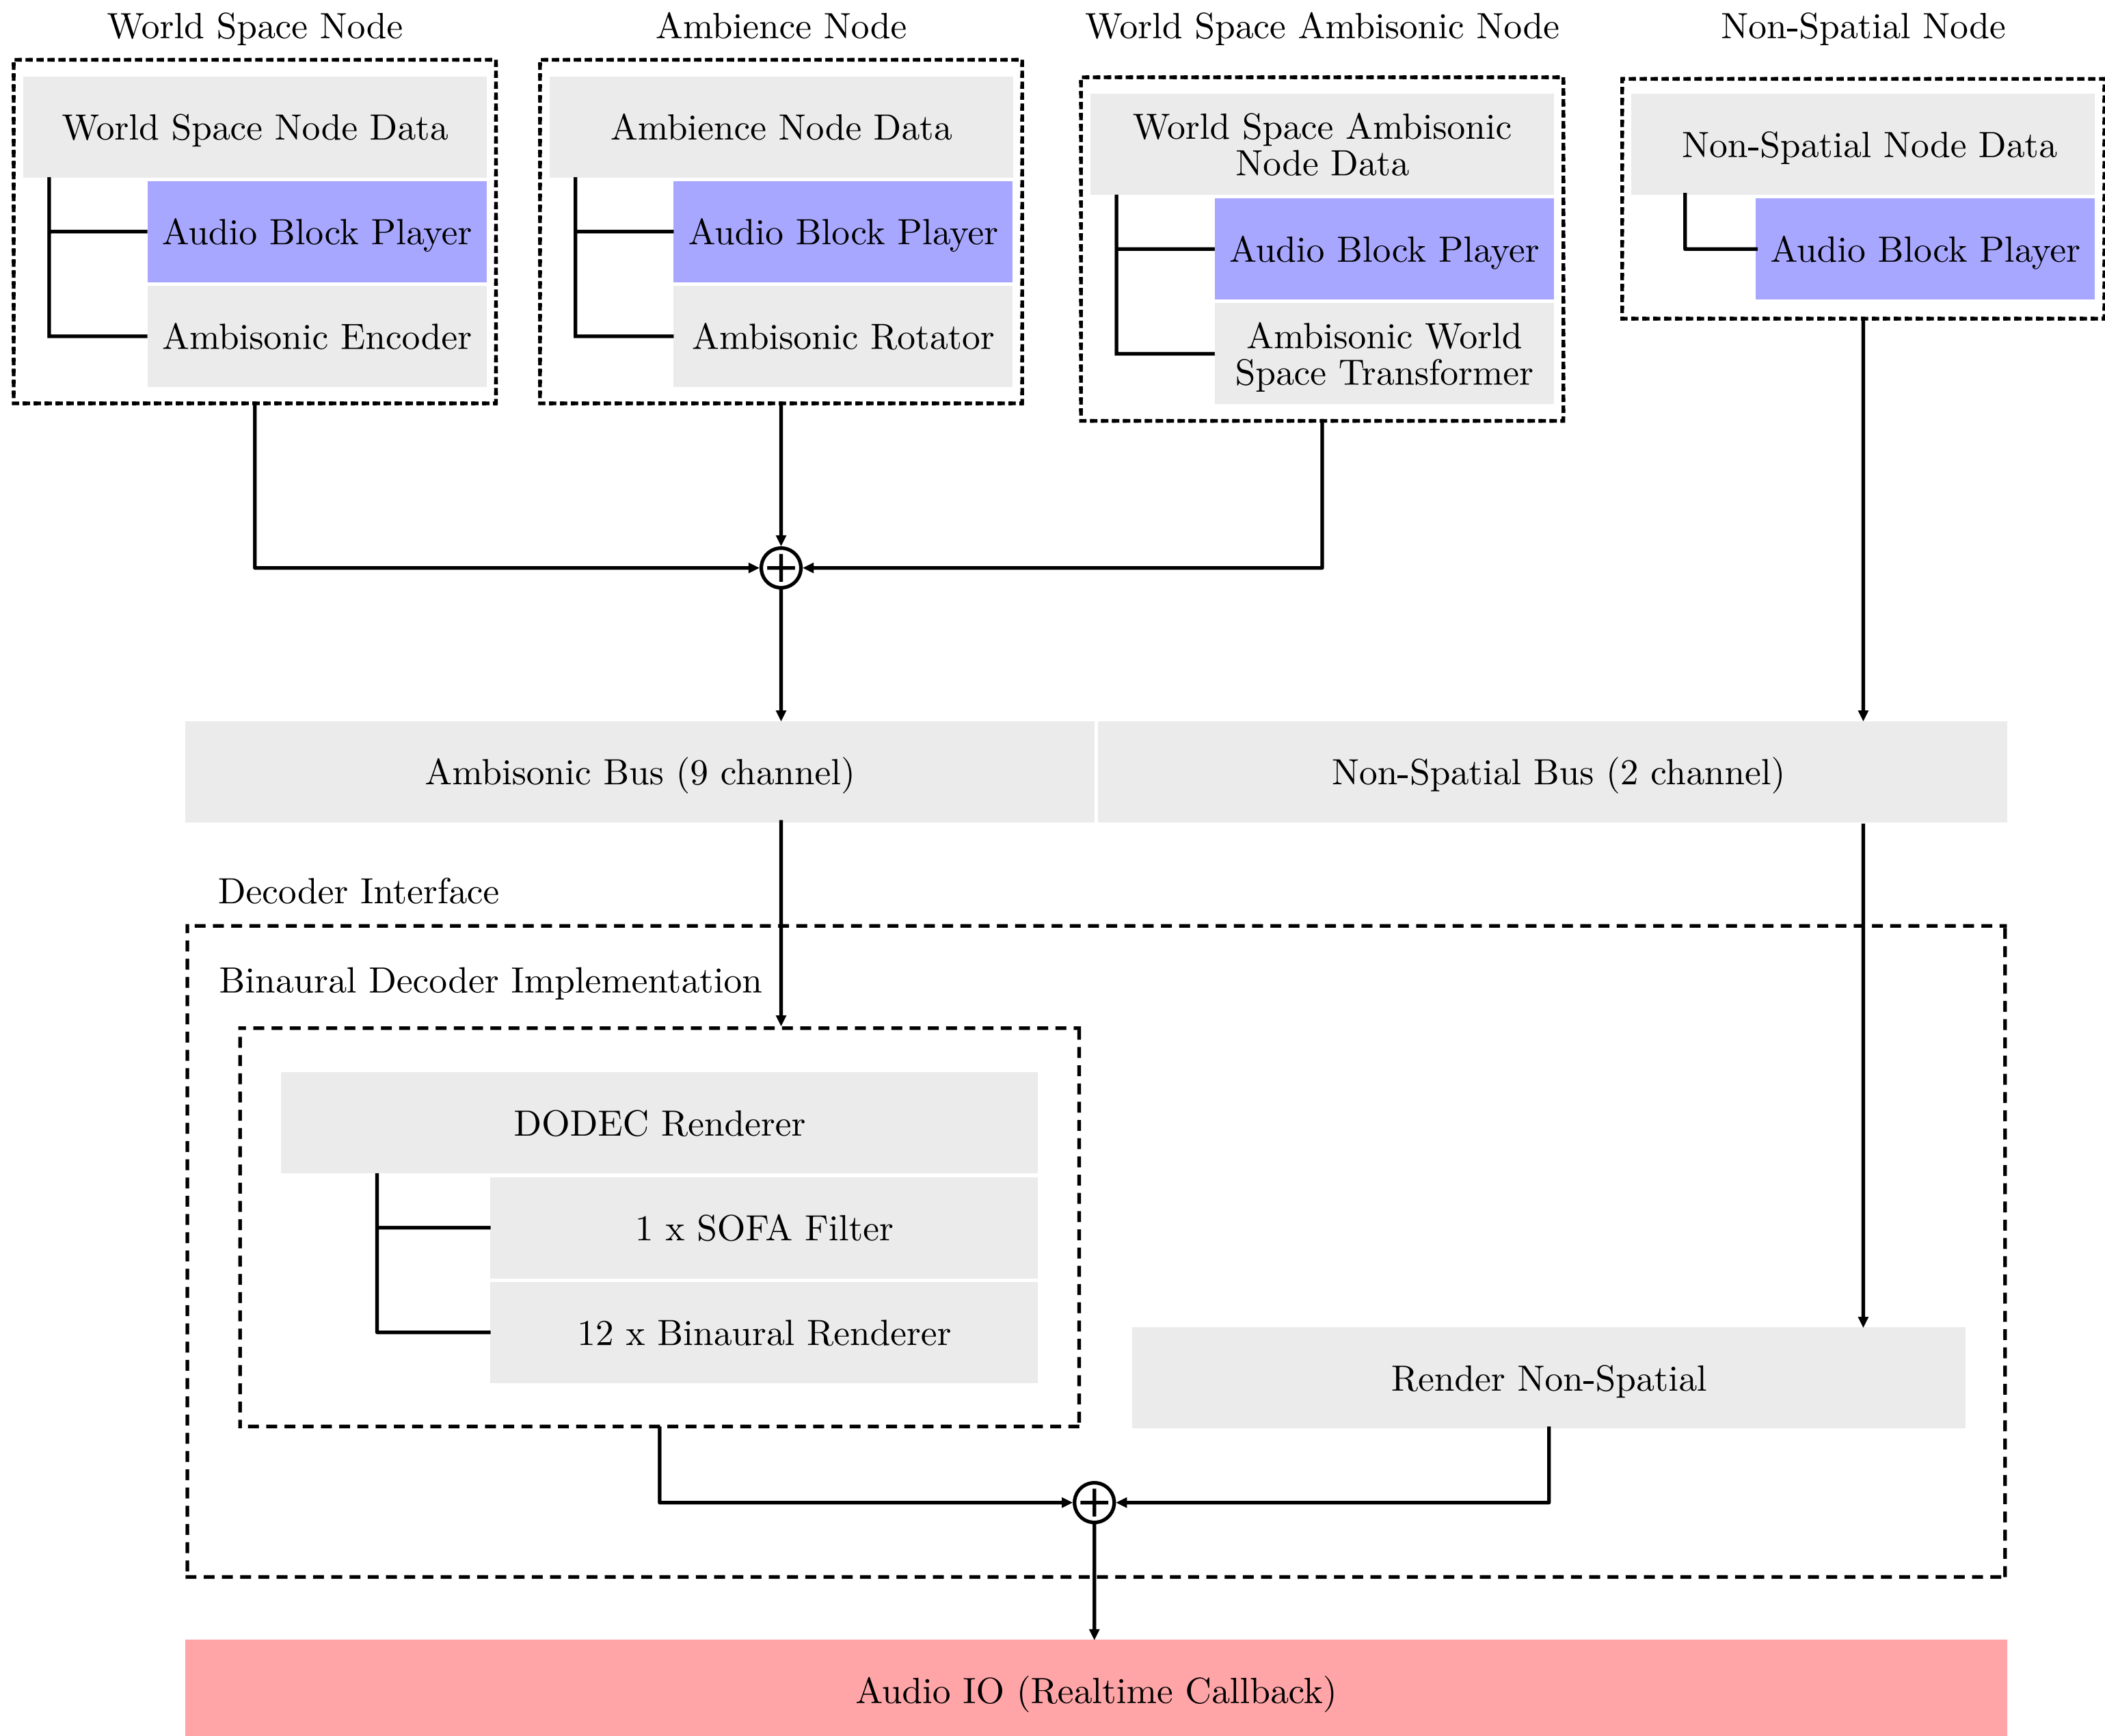 World Space Node
Ambience Node
World Space Ambisonic Node
Non-Spatial Node
World Space Node Data
Audio Block Player
Ambisonic Encoder
Ambience Node Data
Audio Block Player
Ambisonic Rotator
World Space Ambisonic
Node Data
Audio Block Player
Ambisonic World
Space Transformer
Non-Spatial Node Data
Audio Block Player
Ambisonic Bus (9 channel)
Non-Spatial Bus (2 channel)
Decoder Interface
Binaural Decoder Implementation
DODEC Renderer
1 x SOFA Filter
12 x Binaural Renderer
Render Non-Spatial
Audio IO (Realtime Callback)